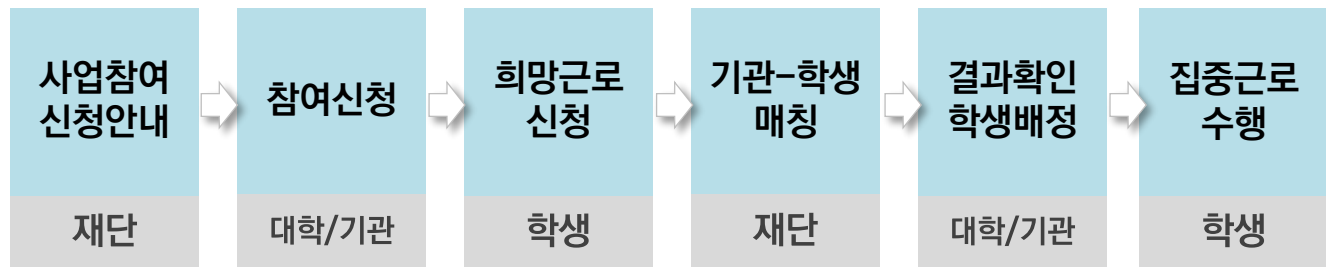 사업참여
신청안내
재단
참여신청
대학/기관
희망근로
신청
학생
기관-학생
매칭
재단
결과확인
학생배정
대학/기관
집중근로
수행
학생